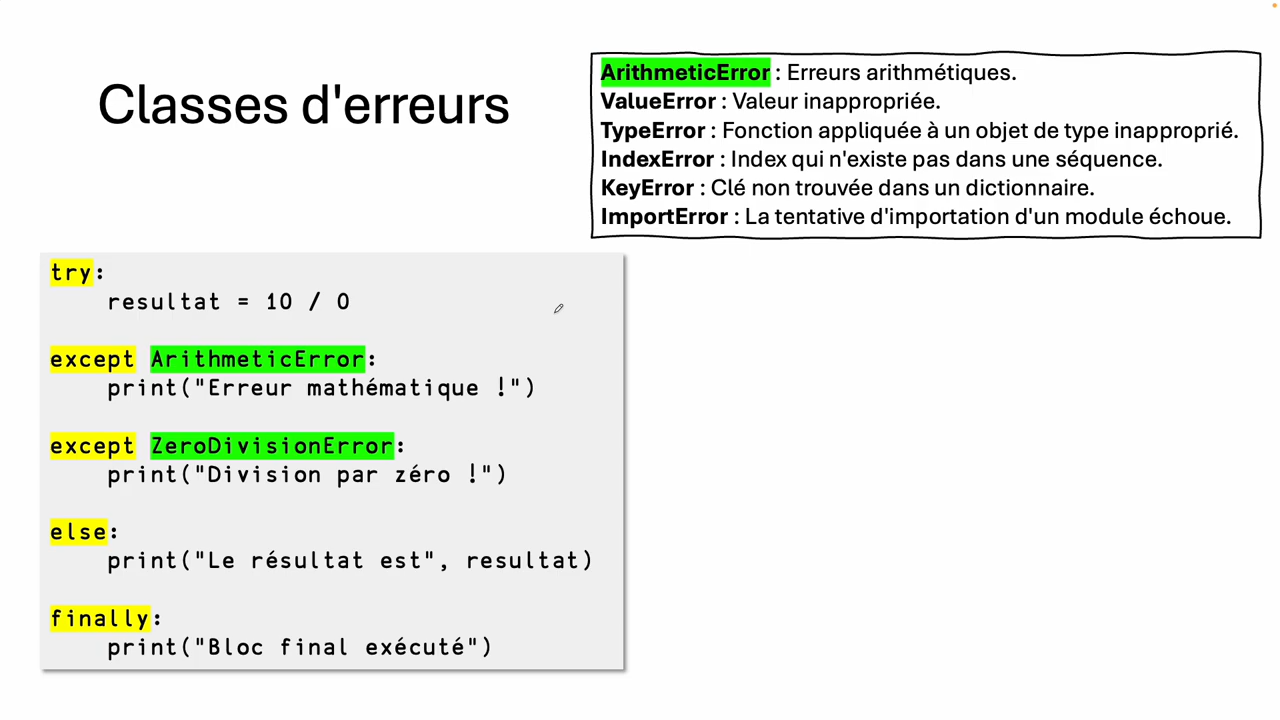 Classes d'erreurs
ArithmeticError : Erreurs arithmétiques.
ValueError : Valeur inappropriée.
TypeError : Fonction appliquée à un objet de type inapproprié.
IndexError : Index qui n'existe pas dans une séquence.
KeyError : Clé non trouvée dans un dictionnaire.
ImportError : La tentative d'importation d'un module échoue.
try:
    resultat = 10 / 0
except ArithmeticError:
    print("Erreur mathématique !")
except ZeroDivisionError:
    print("Division par zéro !")
else:
    print("Le résultat est", resultat)
finally:
    print("Bloc final exécuté")